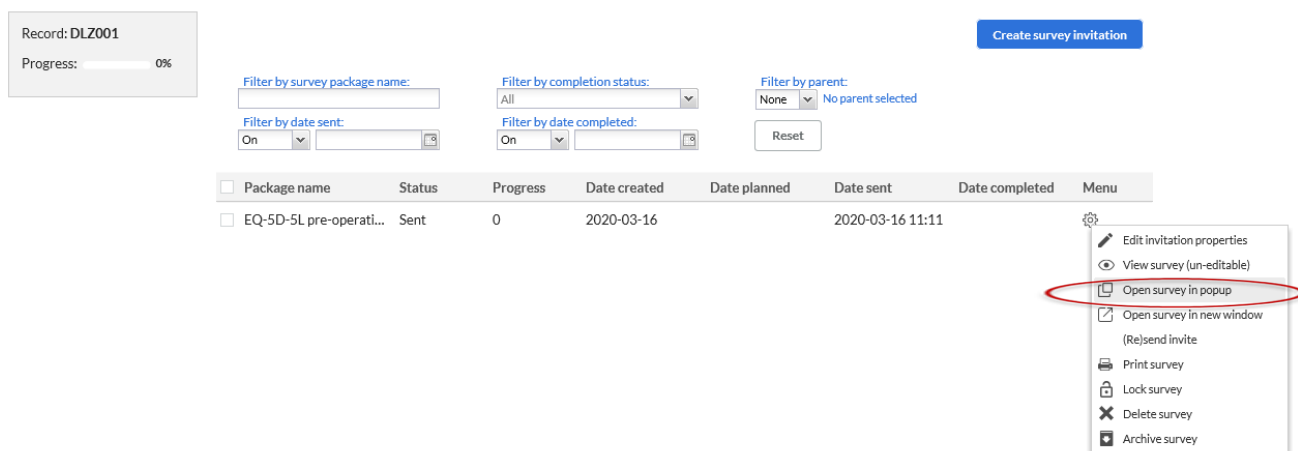 Record: DLZ001
Progress: 0%
Create survey invitation
Filter by survey package name:
Filter by completion status:
All
Filter by parent:
None
No parent selected
Filter by date sent:
On
Filter by date completed:
On
Reset
Package name Status Progress Date created Date planned Date sent Date completed Menu
EQ-5D-5L pre-operati... Sent 0 2020-03-16 2020-03-16 11:11
Edit invitation properties
View survey (un-editable)
Open survey in popup
Open survey in new window
(Re)send invite
Print survey
Lock survey
Delete survey
Archive survey